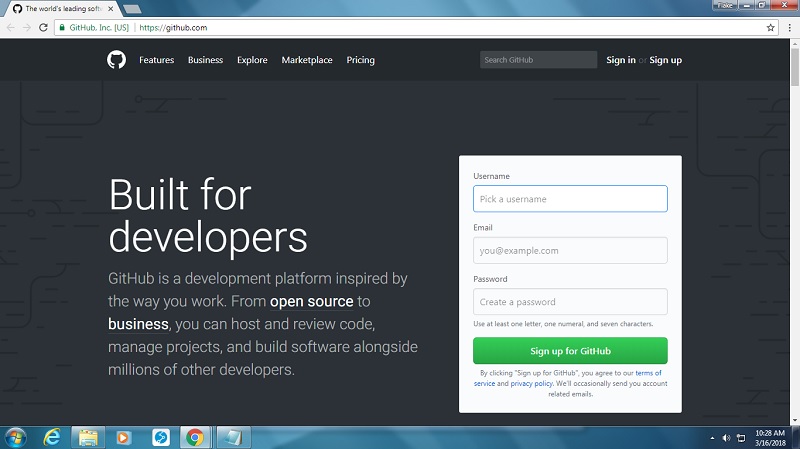 The world's leading softw
Flake
GitHub, Inc. [US]
https://github.com
Features
Business
Explore
Marketplace
Pricing
Search GitHub
Sign in or Sign up
Built for
developers
GitHub is a development platform inspired by
the way you work. From open source to
business, you can host and review code,
manage projects, and build software alongside
millions of other developers.
Username
Pick a username
Email
you@example.com
Password
Create a password
Use at least one letter, one numeral, and seven characters.
Sign up for GitHub
By clicking "Sign up for GitHub", you agree to our terms of
service and privacy policy. We'll occasionally send you account
related emails.
10:28 AM
3/16/2018